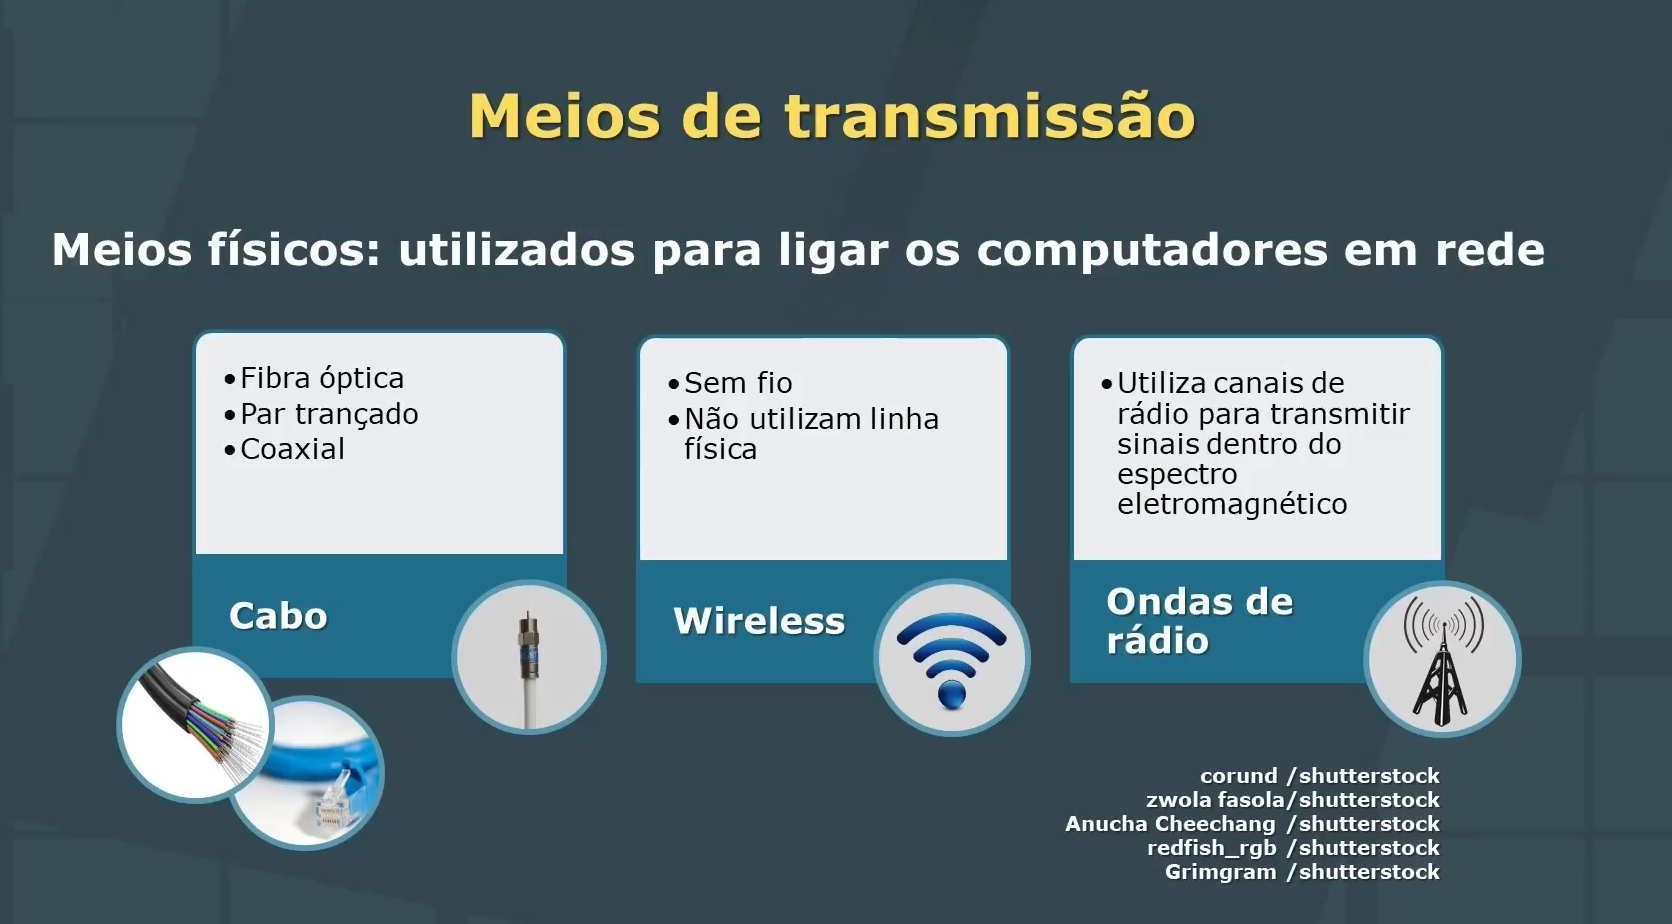 Meios de transmissão
Meios físicos: utilizados para ligar os computadores em rede
•Fibra óptica
•Par trançado
•Coaxial
Cabo
•Sem fio
•Não utilizam linha
física
Wireless
•Utiliza canais de
rádio para transmitir
sinais dentro do
espectro
eletromagnético
Ondas de
rádio
corund /shutterstock
zwola fasola/shutterstock
Anucha Cheechang /shutterstock
redfish_rgb /shutterstock
Grimgram /shutterstock